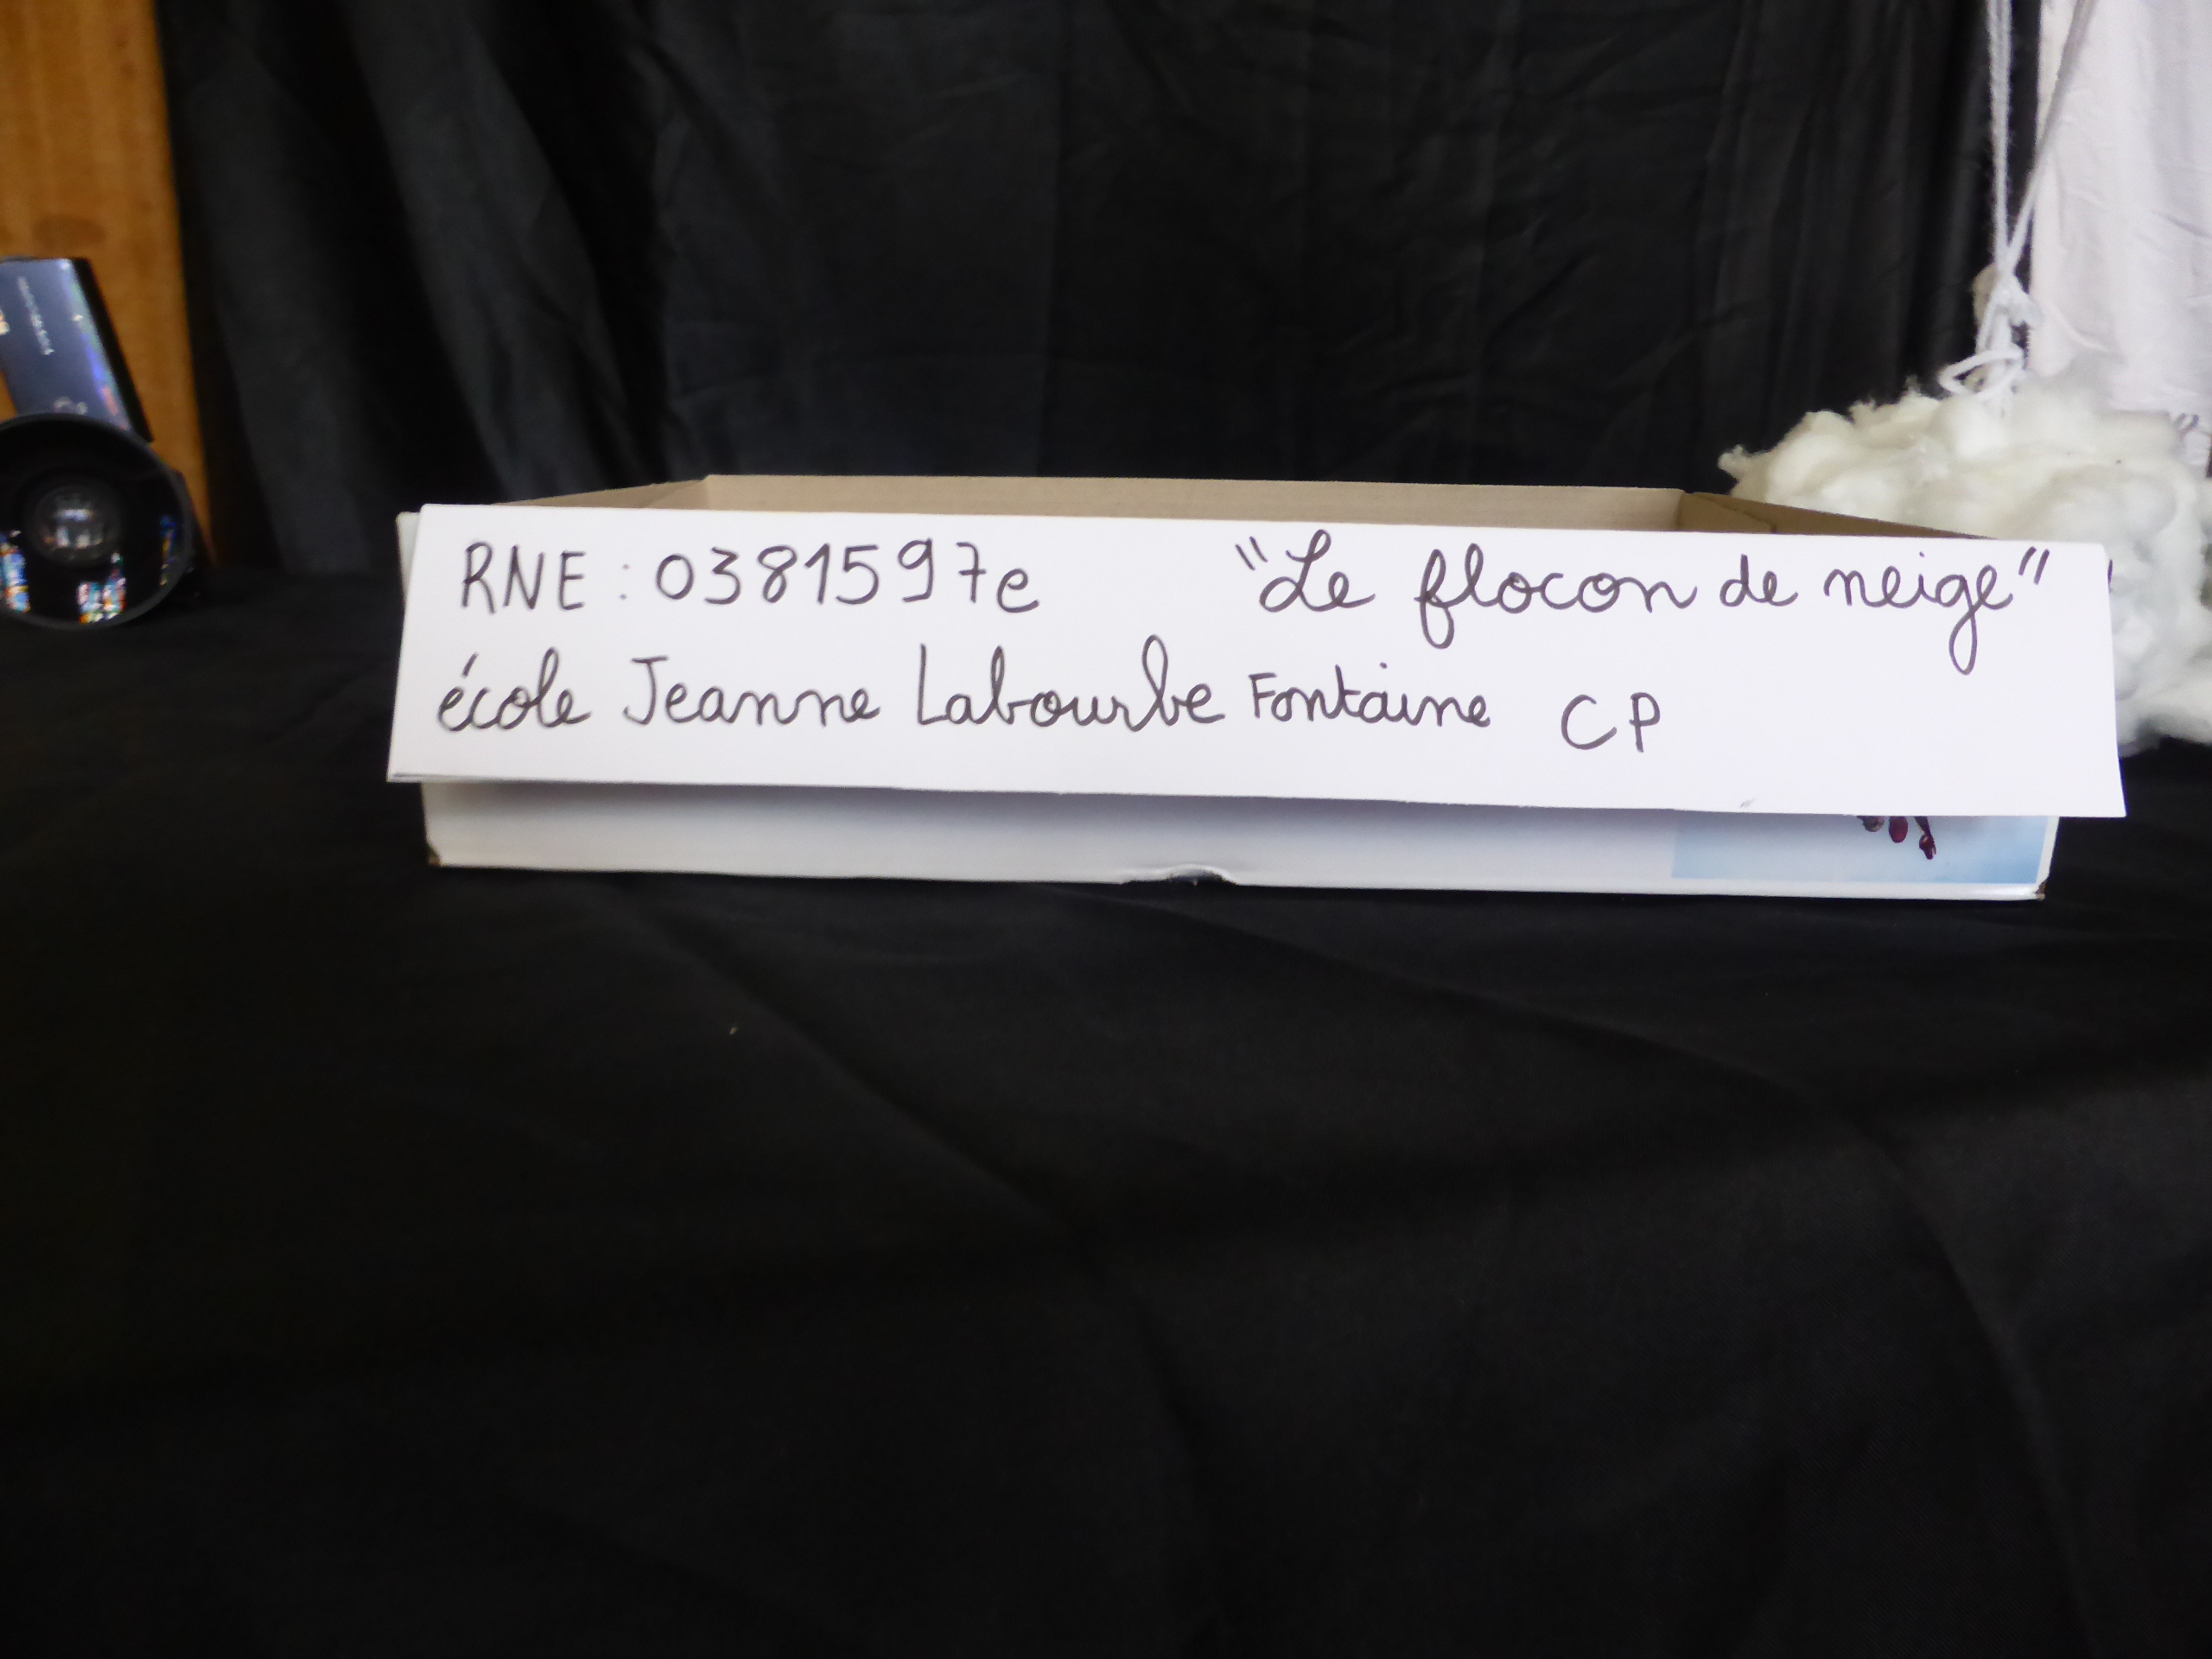 RNE : 0381597e "Le flocon de neige"
école Jeanne Labourbe Fontaine CP